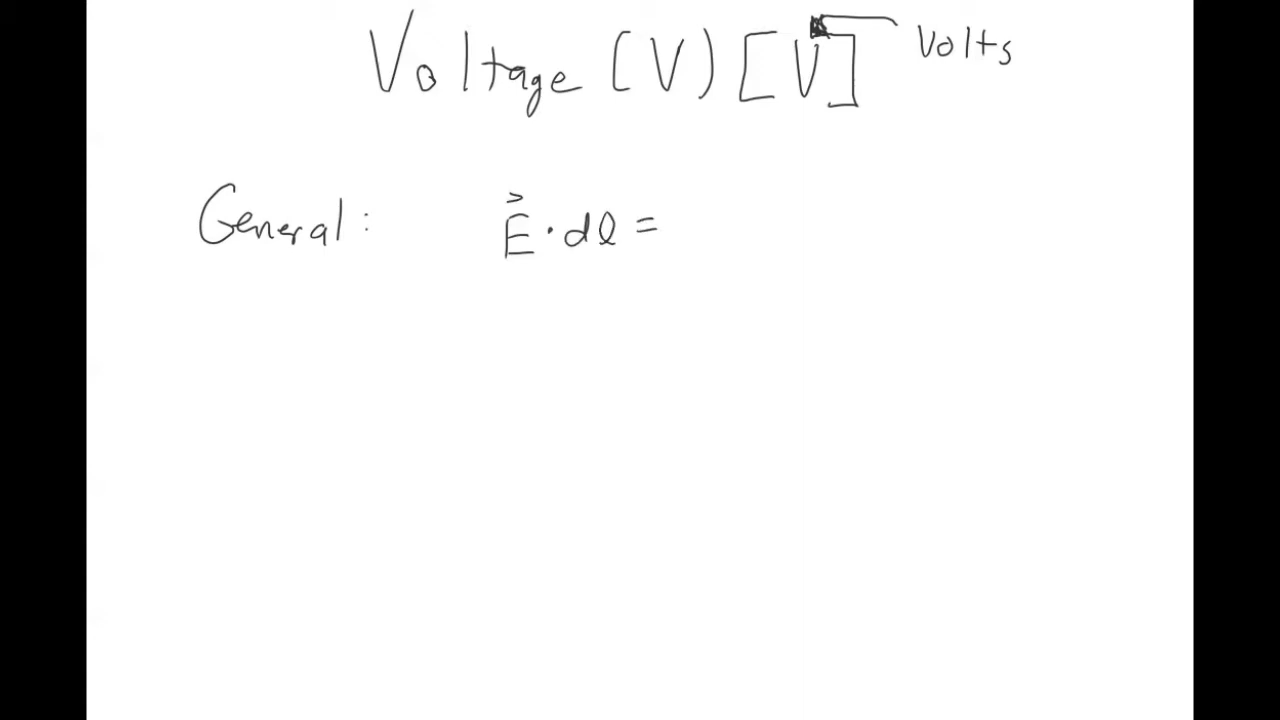 Voltage (V) [V] Volts
General: E⃗ · dl =